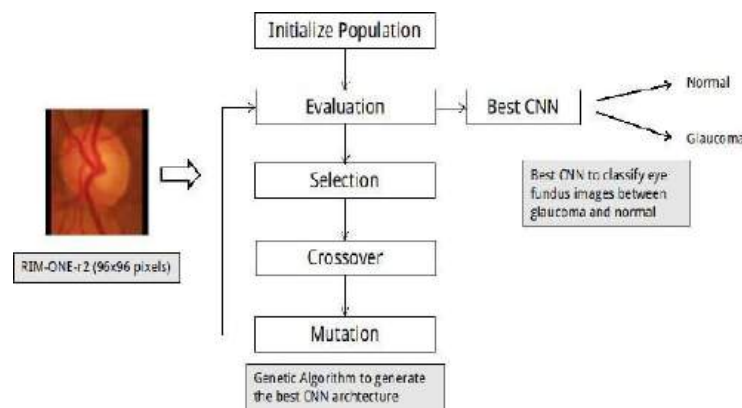 Initialize Population
Evaluation
Best CNN
Normal
Glaucoma
Selection
Best CNN to classify eye
fundus images between
glaucoma and normal
RIM-ONE-r2 (96x96 pixels)
Crossover
Mutation
Genetic Algorithm to generate
the best CNN archtecture